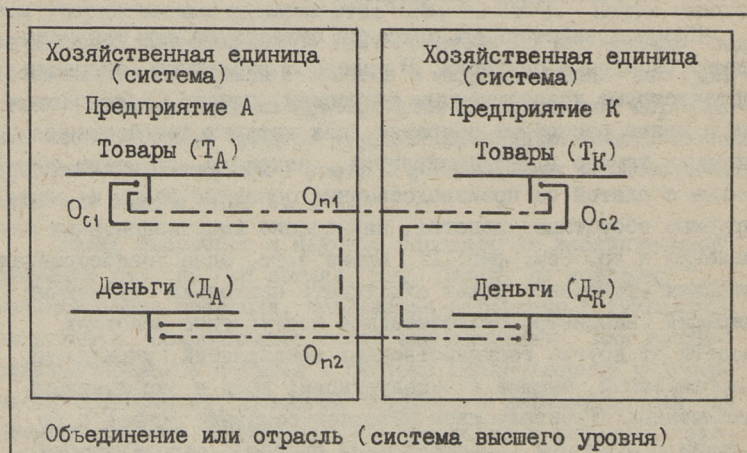 Хозяйственная единица
(система)
Предприятие А
Товары (Т_А)
О_с1
Деньги (Д_А)
Хозяйственная единица
(система)
Предприятие К
Товары (Т_К)
О_с2
Деньги (Д_К)
О_п1
О_п2
Объединение или отрасль (система высшего уровня)